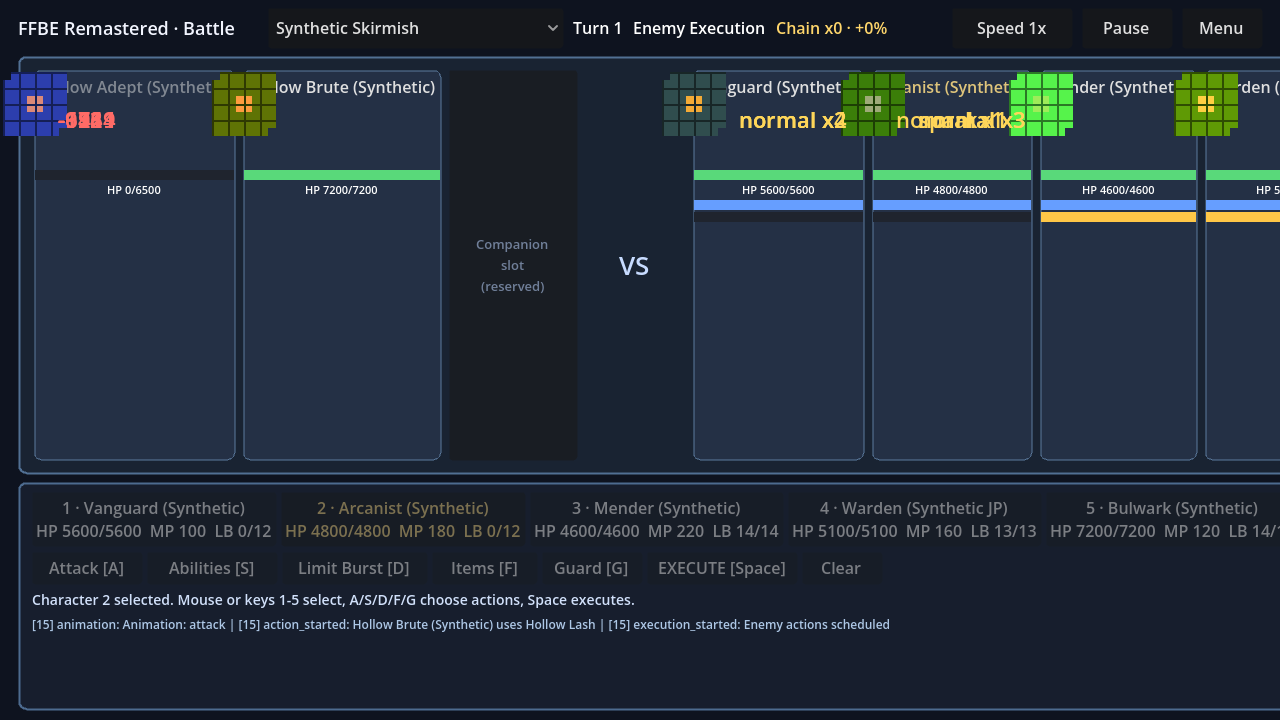 FFBE Remastered · Battle
Synthetic Skirmish
Turn 1 Enemy Execution Chain x0 · +0%
Speed 1x
Pause
Menu
low Adept (Synthet
low Brute (Synthetic)
guard (Synthet
anist (Synthet
nder (Synthet
rden (
normal x2
HP 0/6500
HP 7200/7200
HP 5600/5600
HP 4800/4800
HP 4600/4600
HP 5
Companion
slot
(reserved)
VS
1 · Vanguard (Synthetic)
HP 5600/5600 MP 100 LB 0/12
2 · Arcanist (Synthetic)
HP 4800/4800 MP 180 LB 0/12
3 · Mender (Synthetic)
HP 4600/4600 MP 220 LB 14/14
4 · Warden (Synthetic JP)
HP 5100/5100 MP 160 LB 13/13
5 · Bulwark (Synthetic)
HP 7200/7200 MP 120 LB 14/1
Attack [A]
Abilities [S]
Limit Burst [D]
Items [F]
Guard [G]
EXECUTE [Space]
Clear
Character 2 selected. Mouse or keys 1-5 select, A/S/D/F/G choose actions, Space executes.
[15] animation: Animation: attack | [15] action_started: Hollow Brute (Synthetic) uses Hollow Lash | [15] execution_started: Enemy actions scheduled